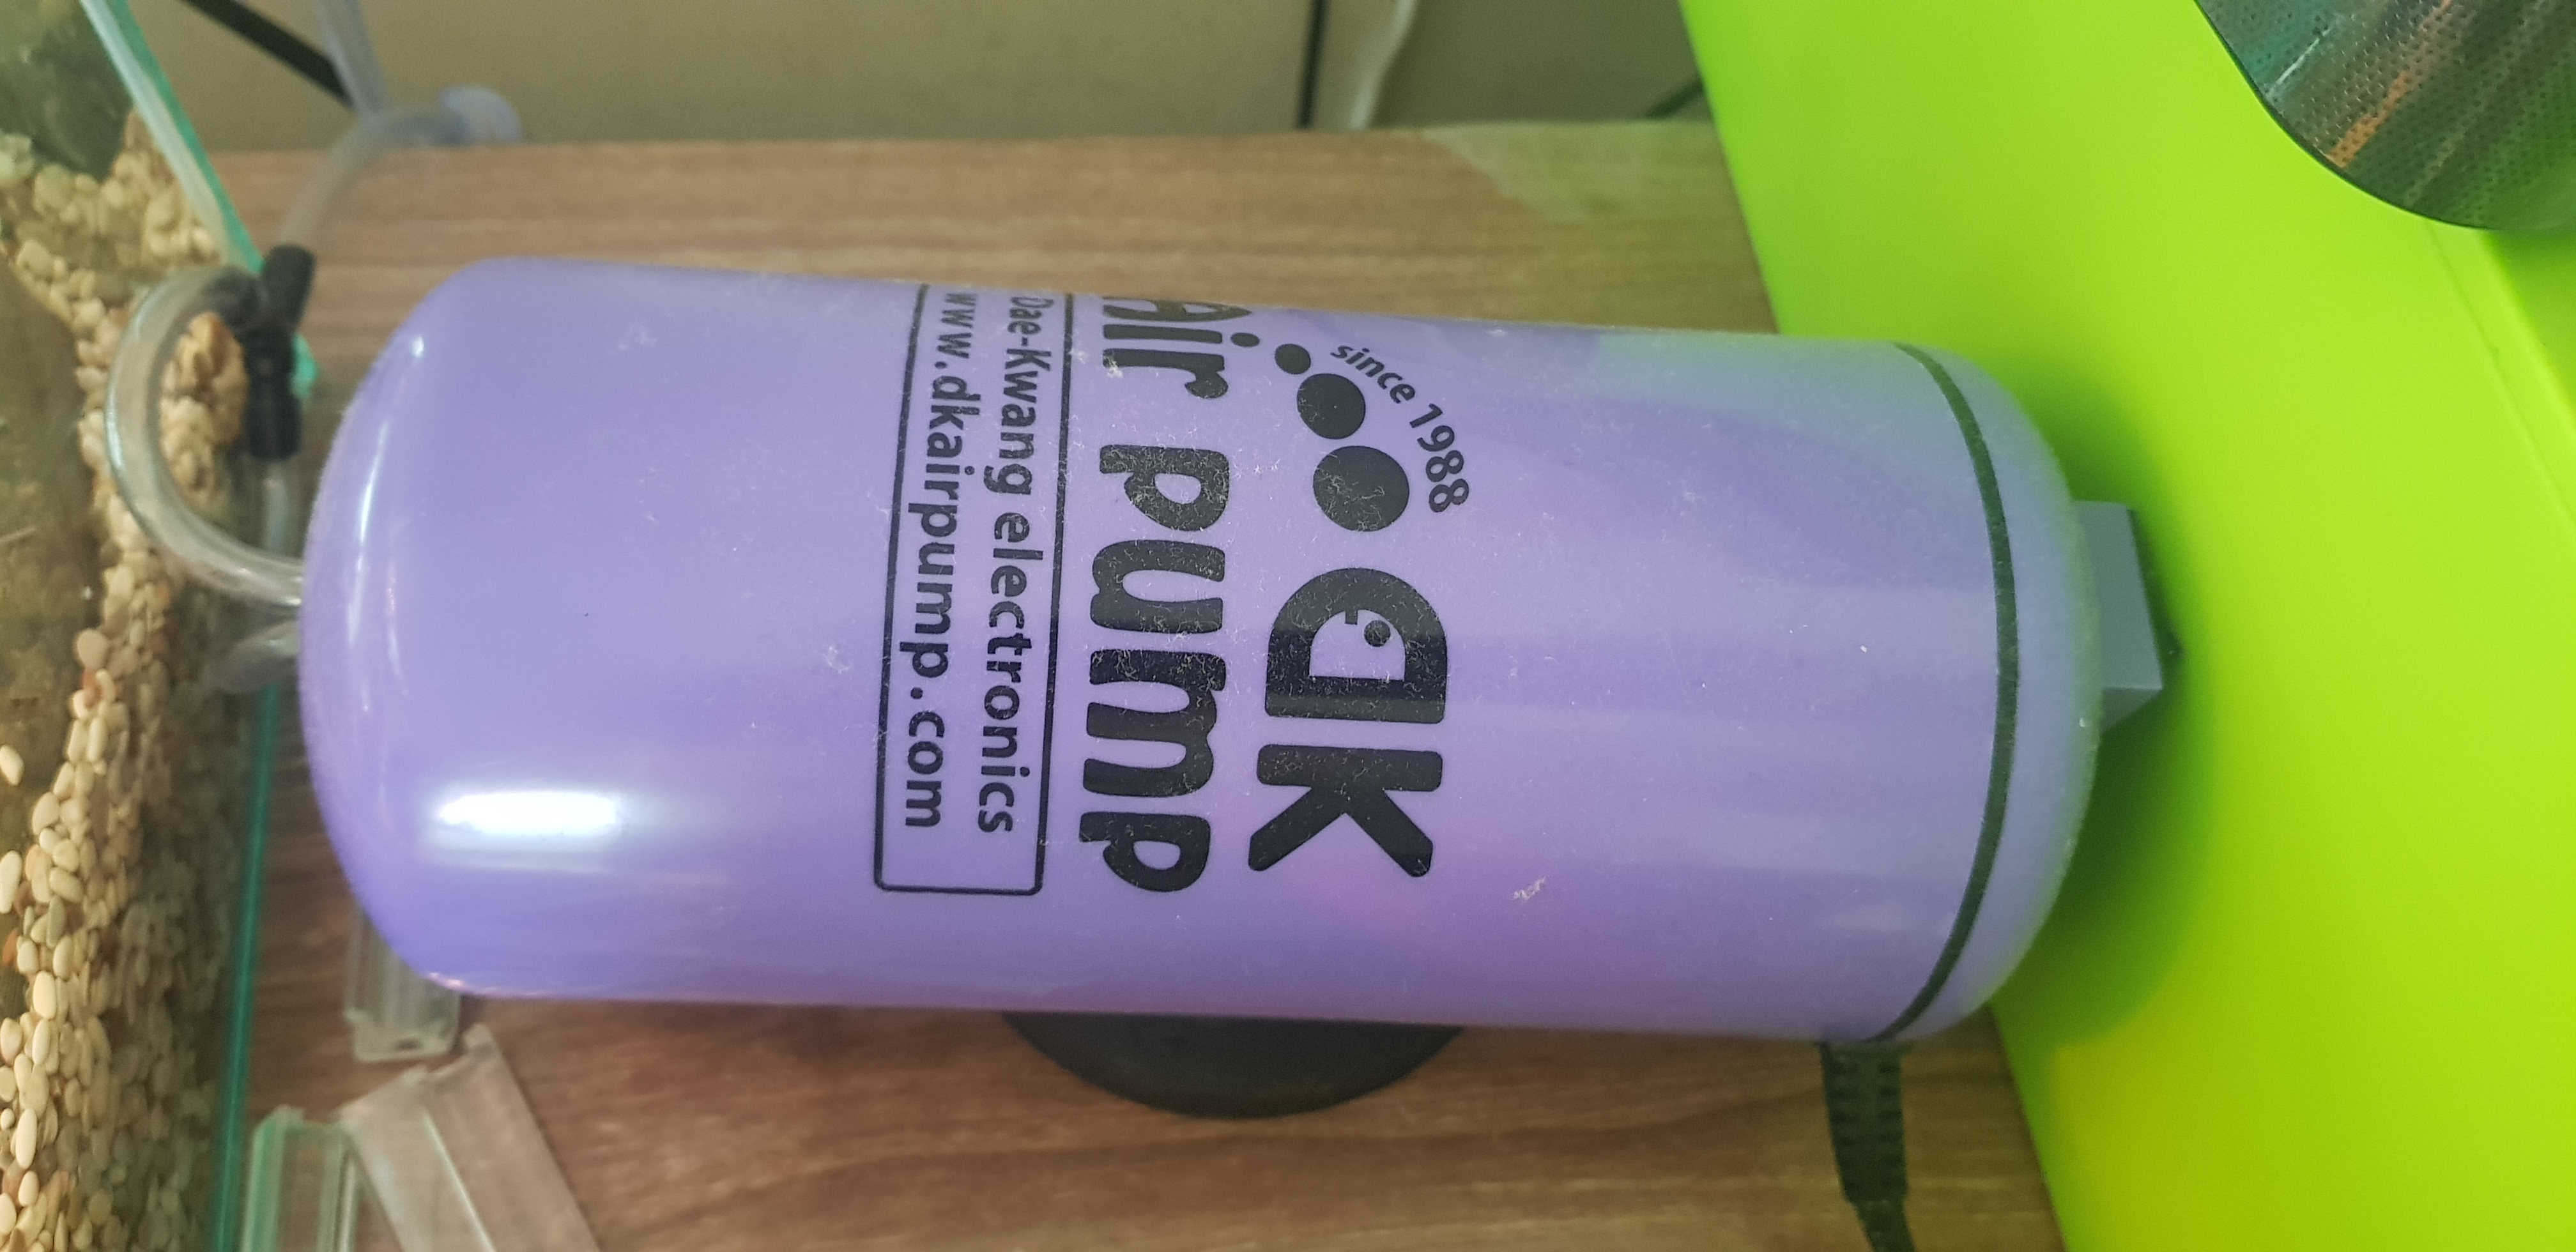 since 1988
dk
Air pump
Dae-Kwang electronics
www.dkairpump.com